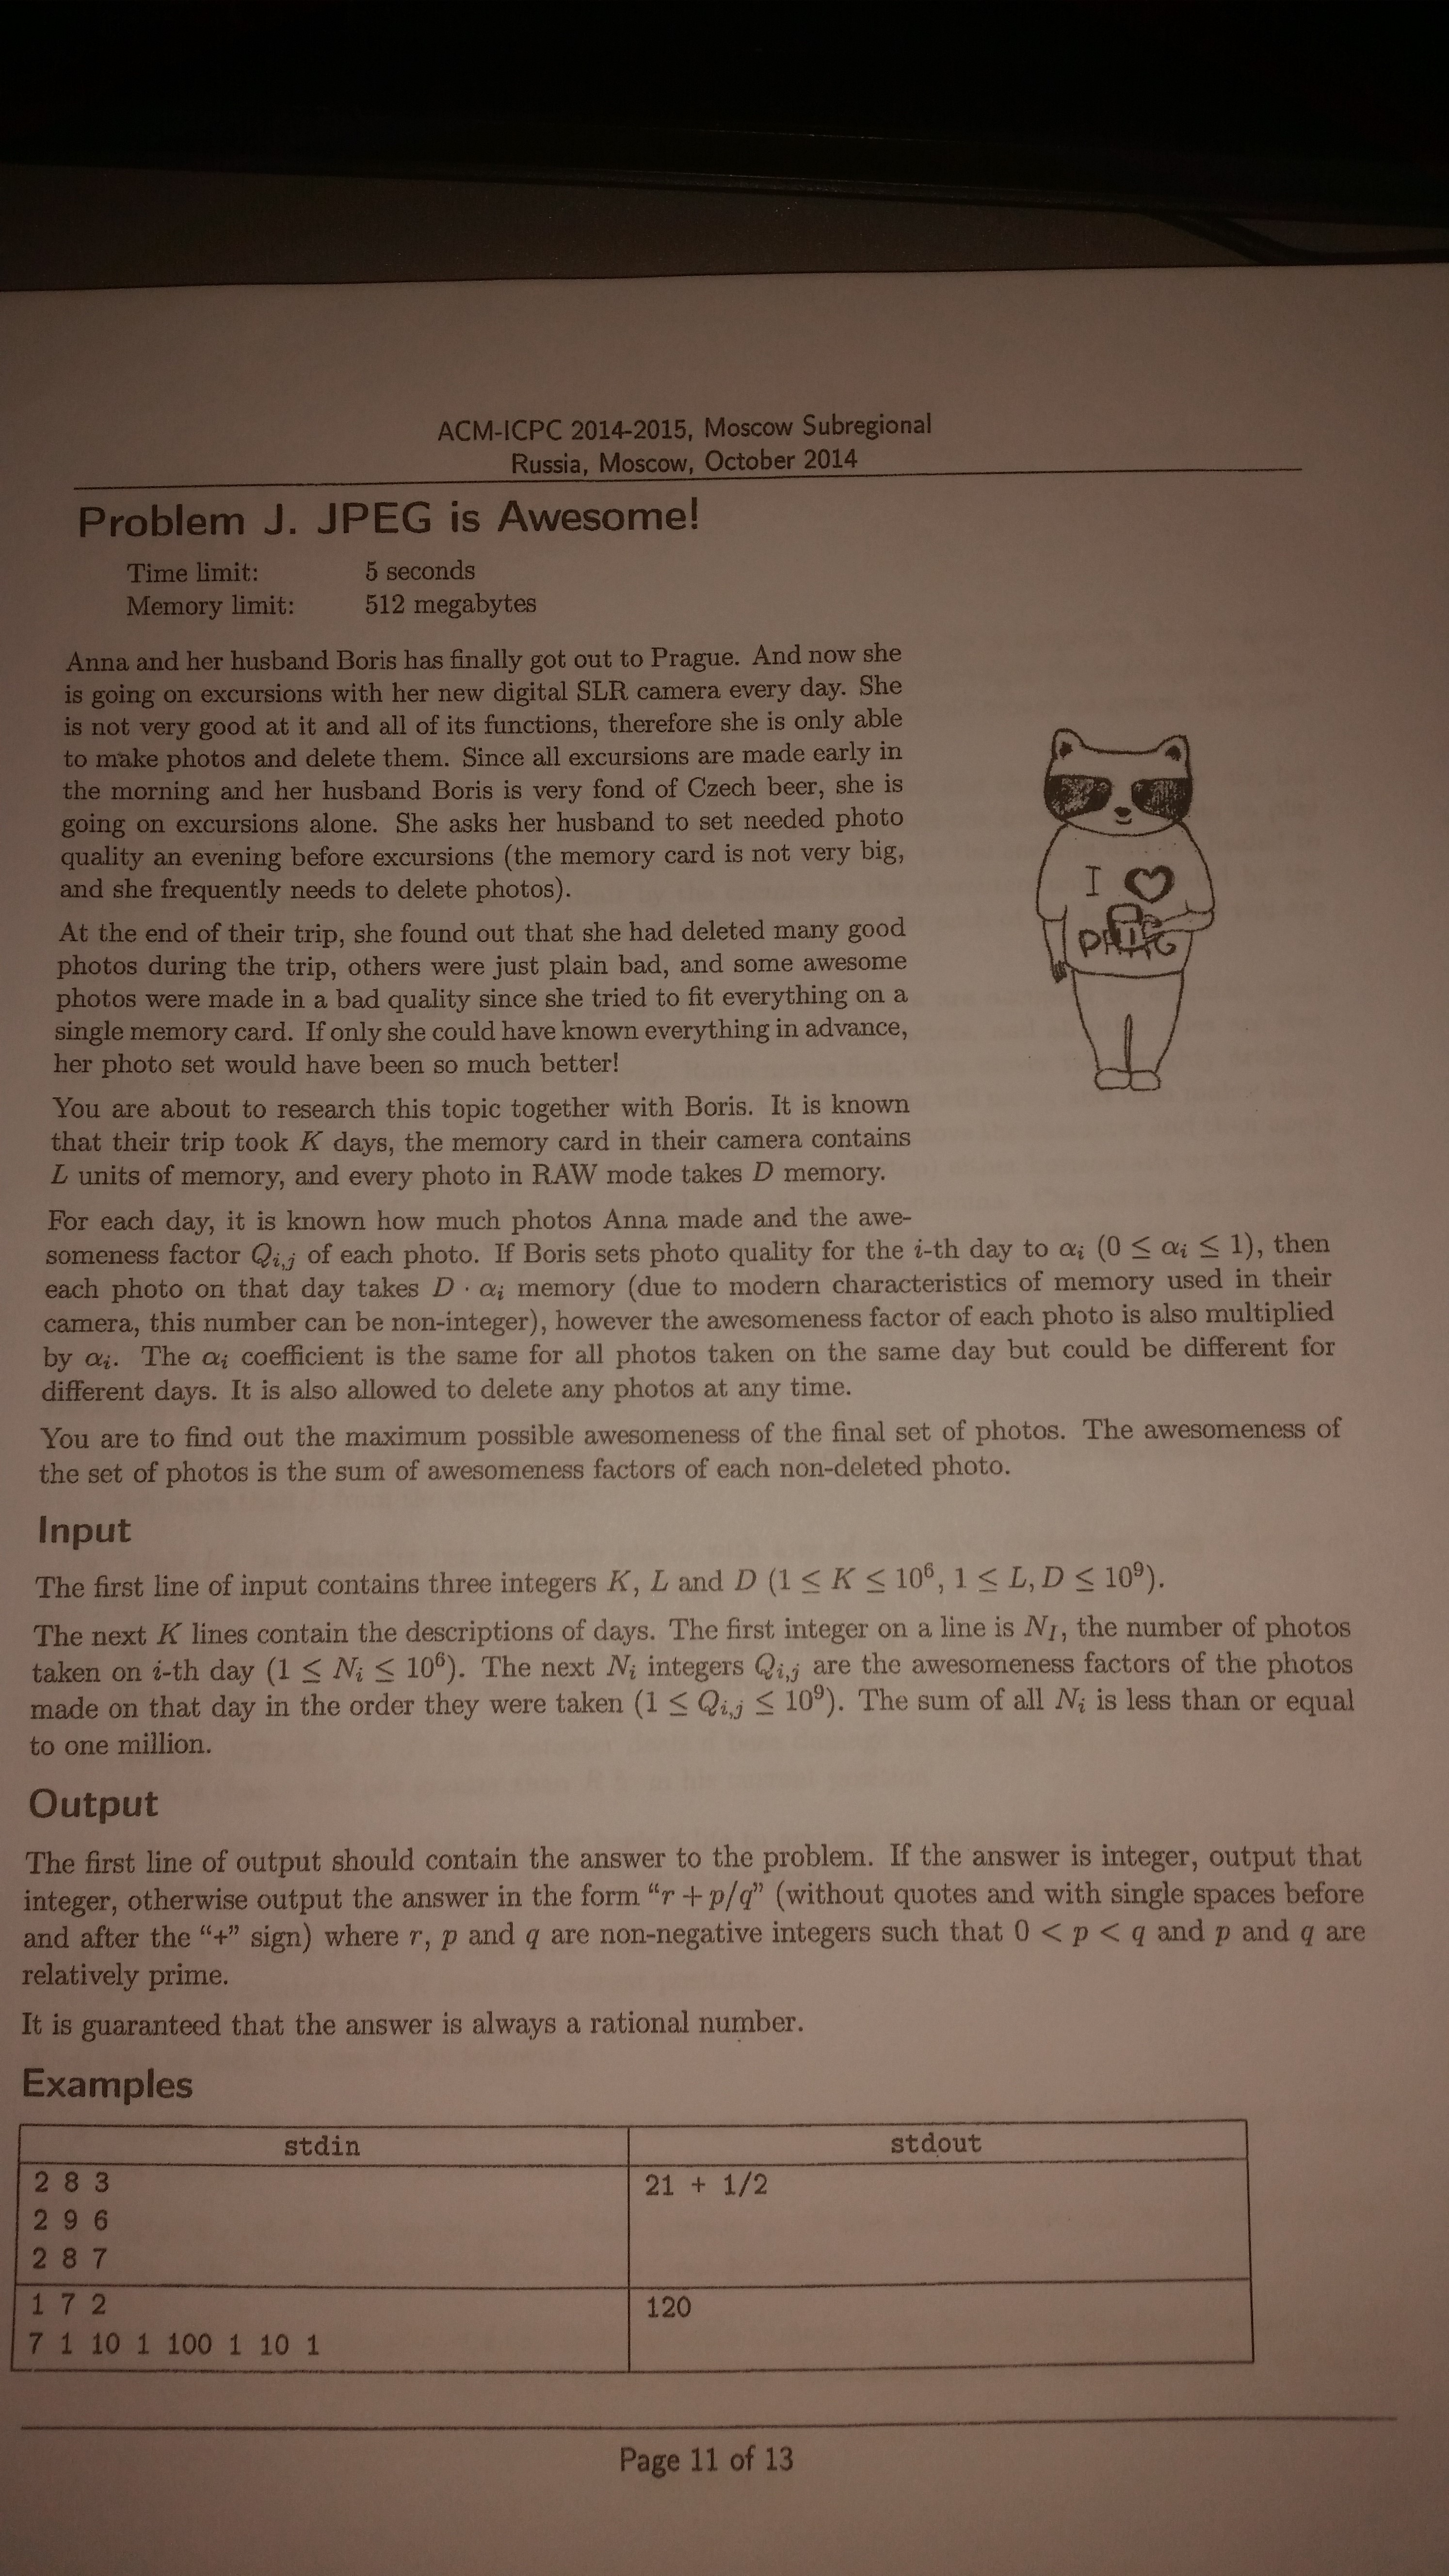 ACM-ICPC 2014-2015, Moscow Subregional
Russia, Moscow, October 2014
Problem J. JPEG is Awesome!
Time limit: 5 seconds
Memory limit: 512 megabytes
Anna and her husband Boris has finally got out to Prague. And now she
is going on excursions with her new digital SLR camera every day. She
is not very good at it and all of its functions, therefore she is only able
to make photos and delete them. Since all excursions are made early in
the morning and her husband Boris is very fond of Czech beer, she is
going on excursions alone. She asks her husband to set needed photo
quality an evening before excursions (the memory card is not very big,
and she frequently needs to delete photos).
I ♡
At the end of their trip, she found out that she had deleted many good
photos during the trip, others were just plain bad, and some awesome
photos were made in a bad quality since she tried to fit everything on a
single memory card. If only she could have known everything in advance,
her photo set would have been so much better!
You are about to research this topic together with Boris. It is known
that their trip took K days, the memory card in their camera contains
L units of memory, and every photo in RAW mode takes D memory.
For each day, it is known how much photos Anna made and the awe-
someness factor Q_{i,j} of each photo. If Boris sets photo quality for the i-th day to α_i (0 ≤ α_i ≤ 1), then
each photo on that day takes D · α_i memory (due to modern characteristics of memory used in their
camera, this number can be non-integer), however the awesomeness factor of each photo is also multiplied
by α_i. The α_i coefficient is the same for all photos taken on the same day but could be different for
different days. It is also allowed to delete any photos at any time.
You are to find out the maximum possible awesomeness of the final set of photos. The awesomeness of
the set of photos is the sum of awesomeness factors of each non-deleted photo.
Input
The first line of input contains three integers K, L and D (1 ≤ K ≤ 10^6, 1 ≤ L, D ≤ 10^9).
The next K lines contain the descriptions of days. The first integer on a line is N_I, the number of photos
taken on i-th day (1 ≤ N_i ≤ 10^6). The next N_i integers Q_{i,j} are the awesomeness factors of the photos
made on that day in the order they were taken (1 ≤ Q_{i,j} ≤ 10^9). The sum of all N_i is less than or equal
to one million.
Output
The first line of output should contain the answer to the problem. If the answer is integer, output that
integer, otherwise output the answer in the form “r + p/q” (without quotes and with single spaces before
and after the “+” sign) where r, p and q are non-negative integers such that 0 < p < q and p and q are
relatively prime.
It is guaranteed that the answer is always a rational number.
Examples
stdin stdout
2 8 3 21 + 1/2
2 9 6
2 8 7
1 7 2 120
7 1 10 1 100 1 10 1
Page 11 of 13